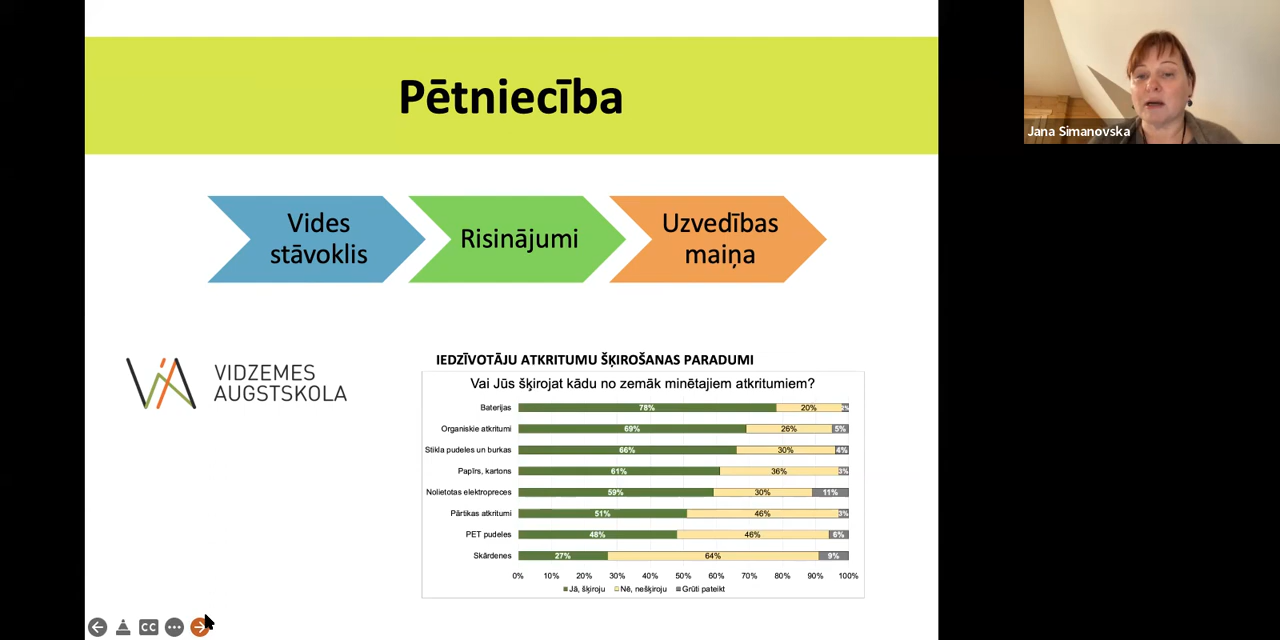 Pētniecība
Jana Simanovska
Vides
stāvoklis
Risinājumi
Uzvedības
maiņa
VIDZEMES
AUGSTSKOLA
IEDZĪVOTĀJU ATKRITUMU ŠĶIROŠANAS PARADUMI
Vai Jūs šķirojat kādu no zemāk minētajiem atkritumiem?
Baterijas 78% 20%
Organiskie atkritumi 69% 26% 5%
Stikla pudeles un burkas 66% 30% 4%
Papīrs, kartons 61% 36% 3%
Nolietotas elektropreces 59% 30% 11%
Pārtikas atkritumi 51% 46% 3%
PET pudeles 48% 46% 6%
Skārdenes 27% 64% 9%
0% 10% 20% 30% 40% 50% 60% 70% 80% 90% 100%
Jā, šķiroju Nē, nešķiroju Grūti pateikt
CC